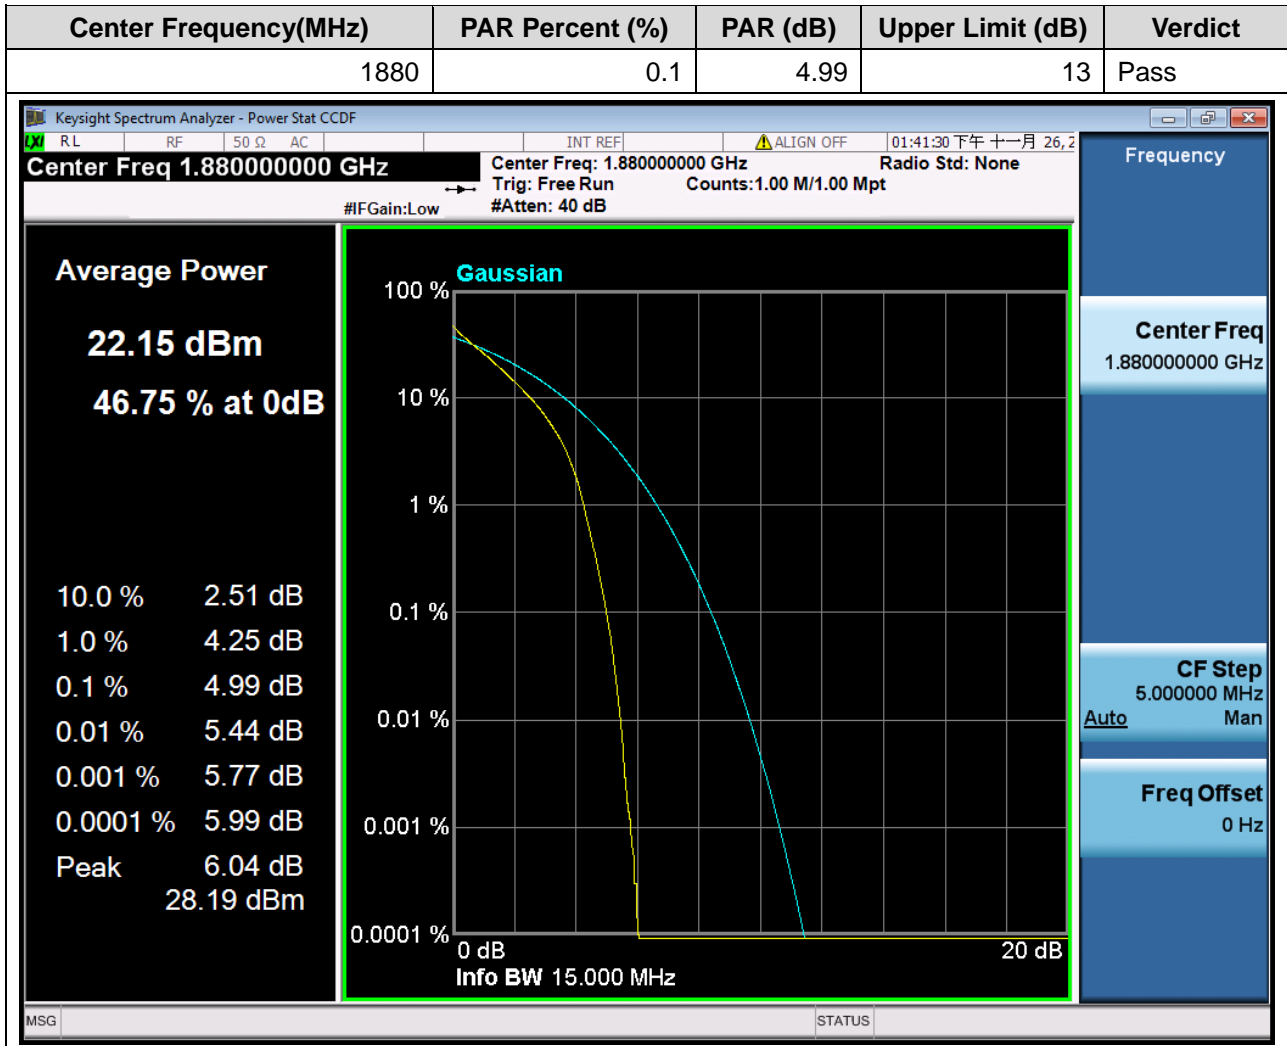 Center Frequency(MHz) PAR Percent (%) PAR (dB) Upper Limit (dB) Verdict
1880 0.1 4.99 13 Pass
Keysight Spectrum Analyzer - Power Stat CCDF
LXI RL RF 50 Ω AC INT REF ALIGN OFF 01:41:30 下午 十一月 26, 2
Center Freq 1.880000000 GHz
Center Freq: 1.880000000 GHz Radio Std: None
Trig: Free Run Counts:1.00 M/1.00 Mpt
#IFGain:Low #Atten: 40 dB
Average Power
22.15 dBm
46.75 % at 0dB
10.0 % 2.51 dB
1.0 % 4.25 dB
0.1 % 4.99 dB
0.01 % 5.44 dB
0.001 % 5.77 dB
0.0001 % 5.99 dB
Peak 6.04 dB
28.19 dBm
Gaussian
100 %
10 %
1 %
0.1 %
0.01 %
0.001 %
0.0001 %
0 dB 20 dB
Info BW 15.000 MHz
Frequency
Center Freq
1.880000000 GHz
CF Step
5.000000 MHz
Auto Man
Freq Offset
0 Hz
MSG STATUS